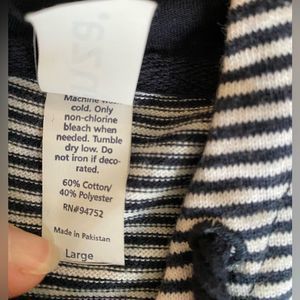 Machine
cold. Only
non-chlorine
bleach when
needed. Tumble
dry low. Do
not iron if deco-
rated.
60% Cotton/
40% Polyester
RN#94752
Made in Pakistan
Large